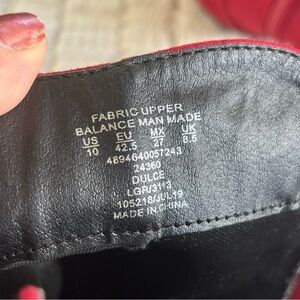 FABRIC UPPER
BALANCE MAN MADE
US EU MX UK
10 42.5 27 8.5
4894640057243
24360
DULCE
LGR/3113
105218/JUL19
MADE IN CHINA